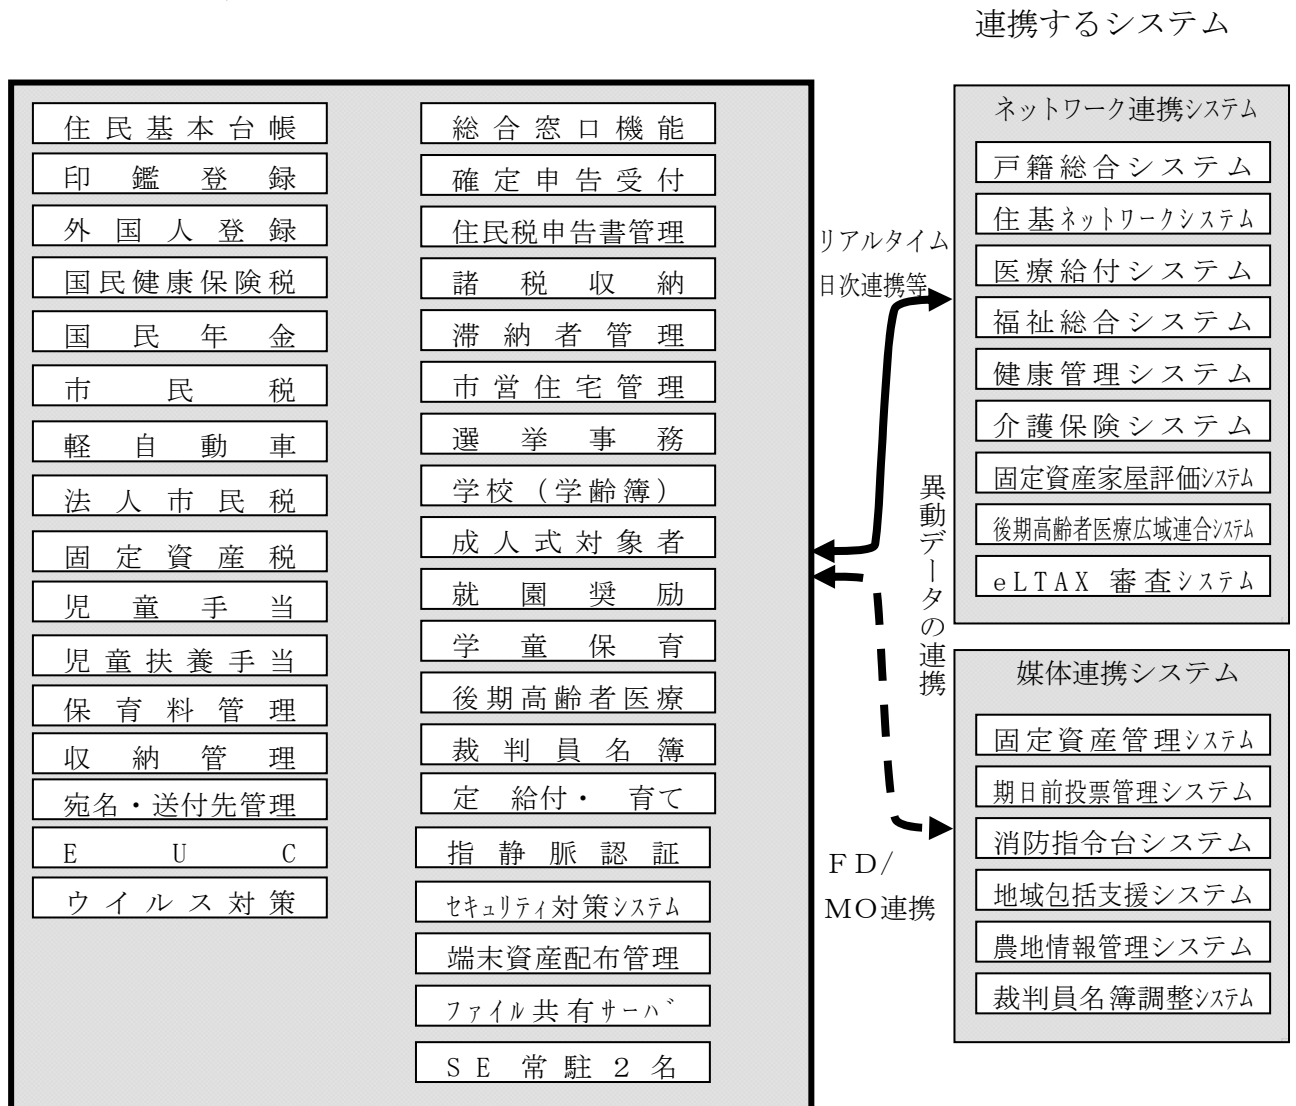 連携するシステム
住民基本台帳
印鑑登録
外国人登録
国民健康保険税
国民年金
市民税
軽自動車
法人市民税
固定資産税
児童手当
児童扶養手当
保育料管理
収納管理
宛名・送付先管理
EUC
ウイルス対策
総合窓口機能
確定申告受付
住民税申告書管理
諸税収納
滞納者管理
市営住宅管理
選挙事務
学校(学齢簿)
成人式対象者
就園奨励
学童保育
後期高齢者医療
裁判員名簿
定 給付・ 育て
指静脈認証
セキュリティ対策システム
端末資産配布管理
ファイル共有サーバ
SE常駐2名
リアルタイム
日次連携等
異動データの連携
FD/
MO連携
ネットワーク連携システム
戸籍総合システム
住基ネットワークシステム
医療給付システム
福祉総合システム
健康管理システム
介護保険システム
固定資産家屋評価システム
後期高齢者医療広域連合システム
eLTAX 審査システム
媒体連携システム
固定資産管理システム
期日前投票管理システム
消防指令台システム
地域包括支援システム
農地情報管理システム
裁判員名簿調整システム